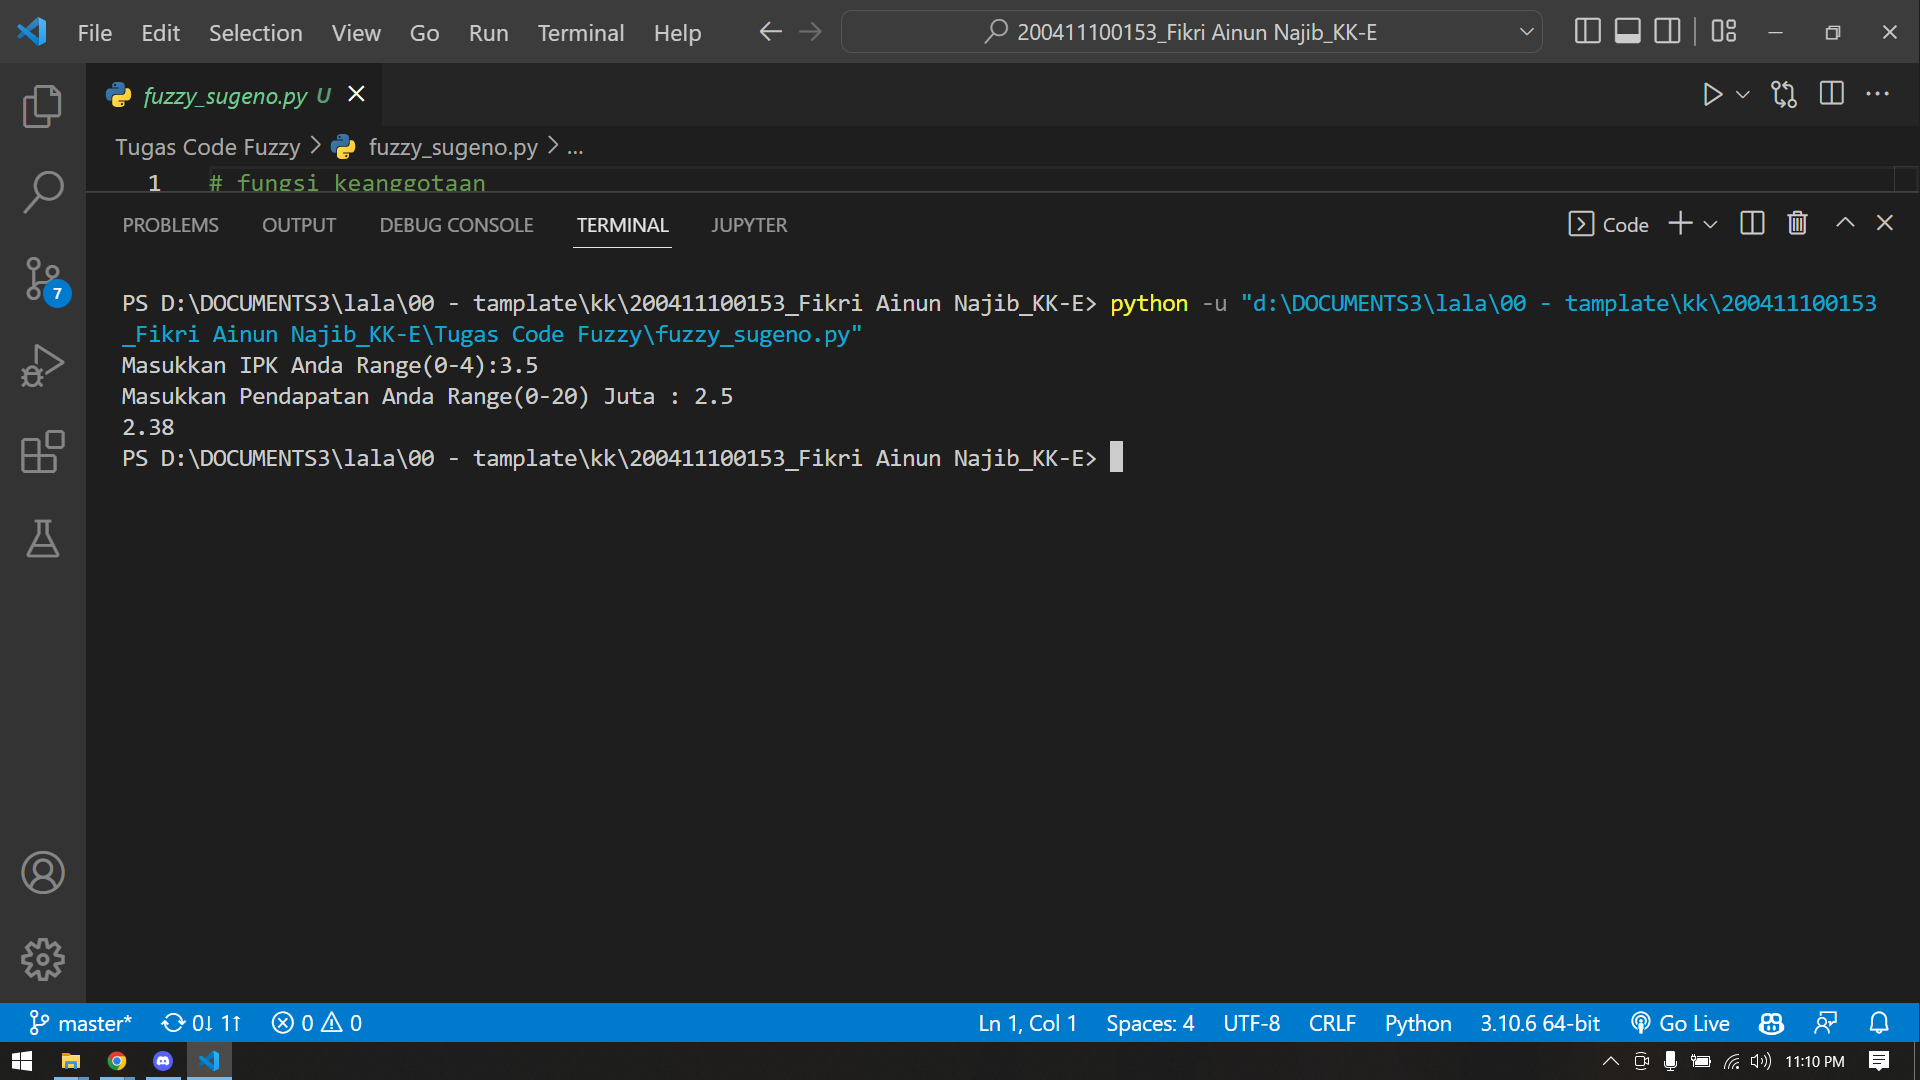 File Edit Selection View Go Run Terminal Help 200411100153_Fikri Ainun Najib_KK-E
fuzzy_sugeno.py U
Tugas Code Fuzzy > fuzzy_sugeno.py > ...
1 # fungsi keanggotaan
PROBLEMS OUTPUT DEBUG CONSOLE TERMINAL JUPYTER Code
7
PS D:\DOCUMENTS3\lala\00 - tamplate\kk\200411100153_Fikri Ainun Najib_KK-E> python -u "d:\DOCUMENTS3\lala\00 - tamplate\kk\200411100153
_Fikri Ainun Najib_KK-E\Tugas Code Fuzzy\fuzzy_sugeno.py"
Masukkan IPK Anda Range(0-4):3.5
Masukkan Pendapatan Anda Range(0-20) Juta : 2.5
2.38
PS D:\DOCUMENTS3\lala\00 - tamplate\kk\200411100153_Fikri Ainun Najib_KK-E>
master* 0↓ 1↑ 0 0 Ln 1, Col 1 Spaces: 4 UTF-8 CRLF Python 3.10.6 64-bit Go Live
11:10 PM